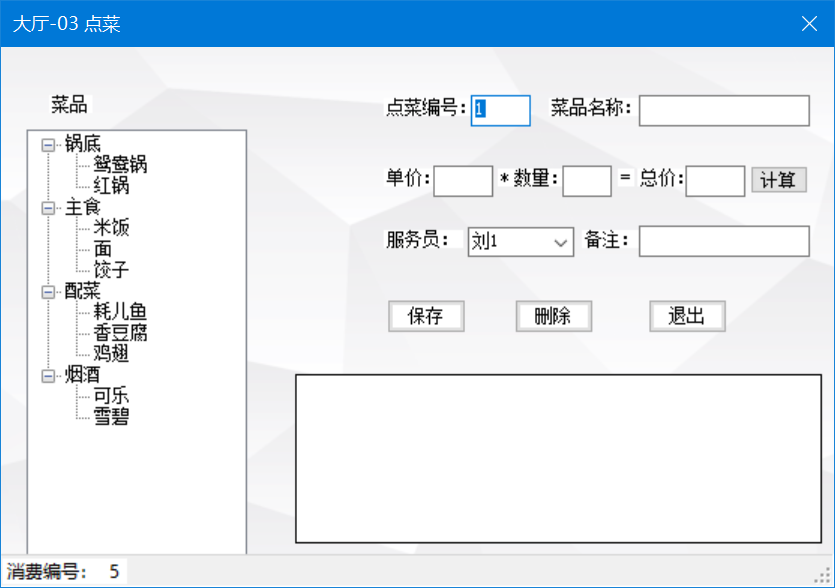 大厅-03 点菜
菜品
锅底
鸳鸯锅
红锅
主食
米饭
面
饺子
配菜
耗儿鱼
香豆腐
鸡翅
烟酒
可乐
雪碧
点菜编号: 1 菜品名称:
单价: * 数量: = 总价: 计算
服务员: 刘1 备注:
保存 删除 退出
消费编号: 5